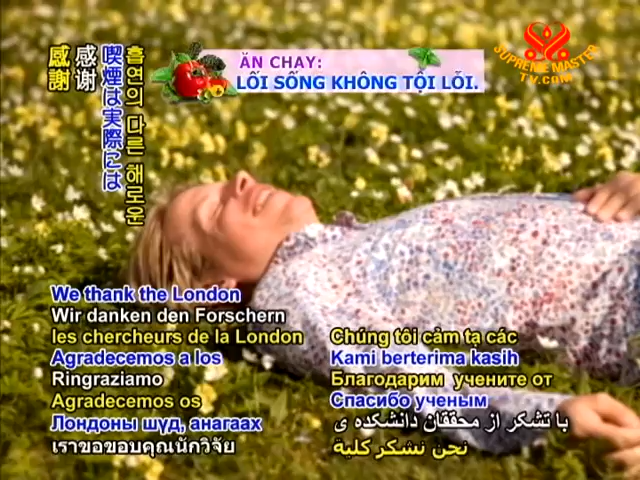 感謝
感谢
喫煙は実際には
흡연의 다른 해로운
ĂN CHAY:
LỐI SỐNG KHÔNG TỘI LỖI.
SUPREME MASTER
TV.COM
We thank the London
Wir danken den Forschern
les chercheurs de la London
Agradecemos a los
Ringraziamo
Agradecemos os
Лондоны шүд, анагаах
เราขอขอบคุณนักวิจัย
Chúng tôi cảm tạ các
Kami berterima kasih
Благодарим учените от
Спасибо ученым
با تشکر از محققان دانشکده ی
نحن نشكر كلية